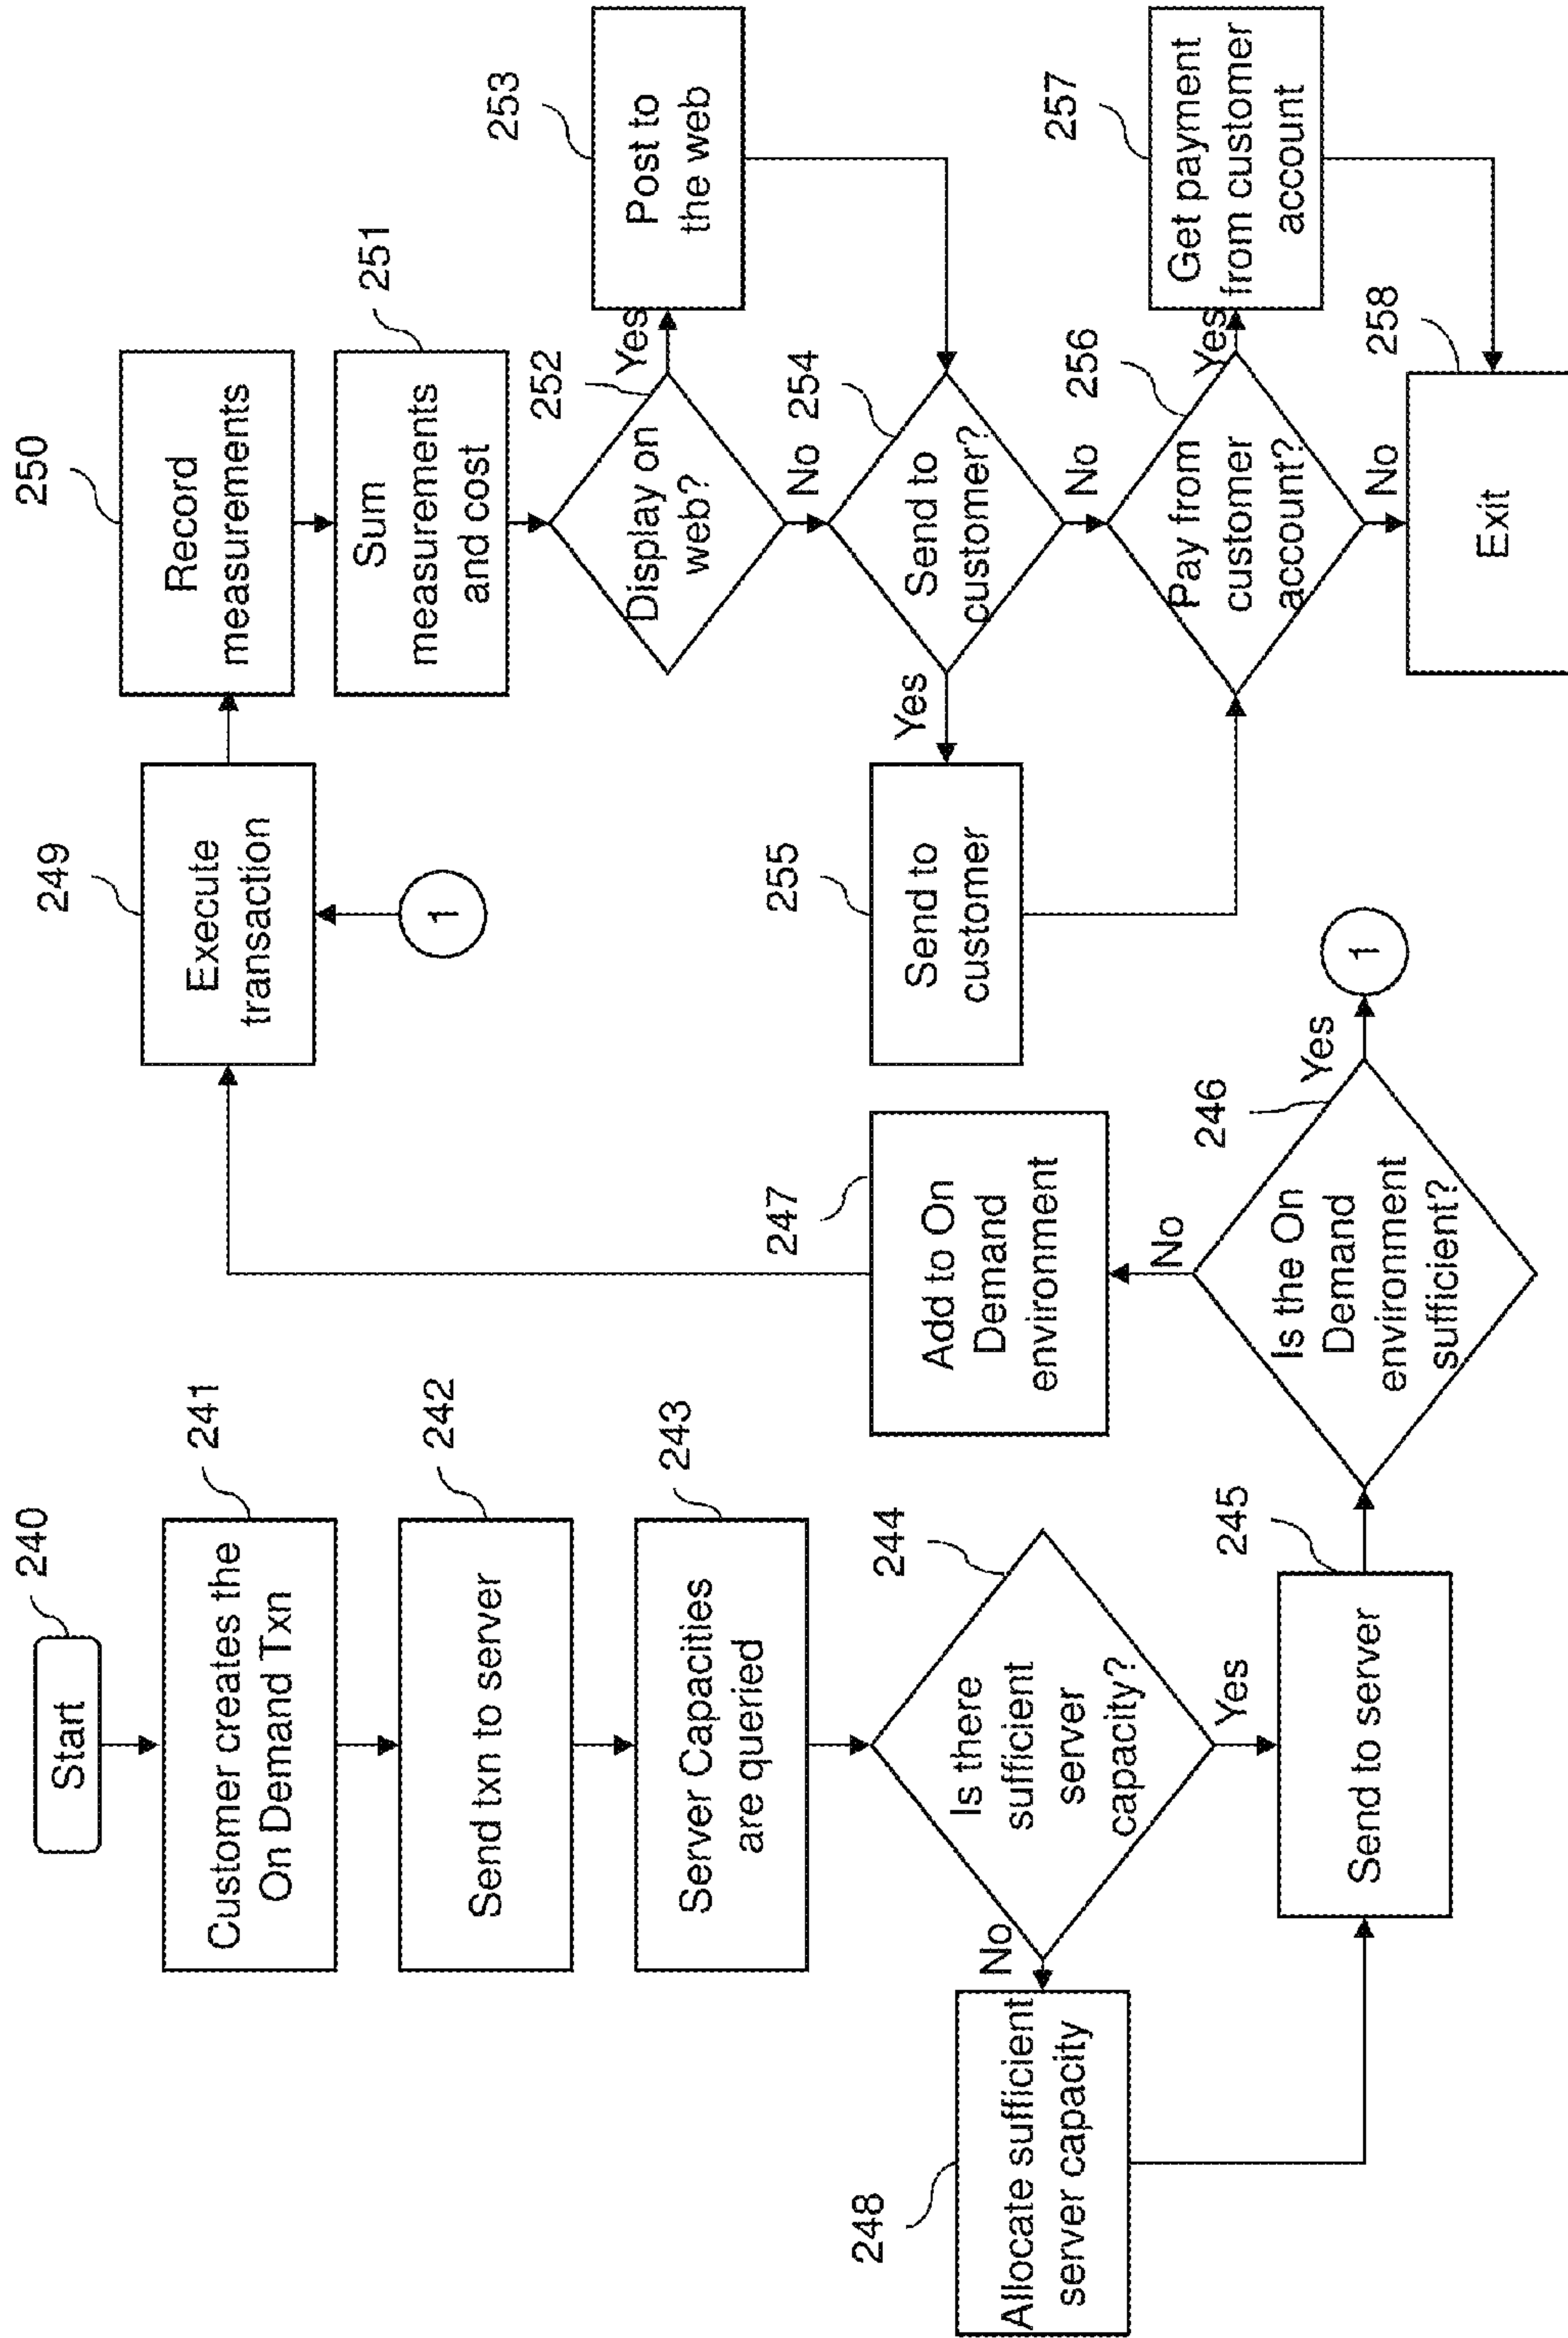 240
Start
241
Customer creates the
On Demand Txn
242
Send txn to server
243
Server Capacities
are queried
244
Is there
sufficient
server
capacity?
No
Yes
248
Allocate sufficient
server capacity
245
Send to server
246
Is the On
Demand
environment
sufficient?
No
Yes
1
247
Add to On
Demand
environment
249
Execute
transaction
1
250
Record
measurements
251
Sum
measurements
and cost
252
Display on
web?
Yes
No
253
Post to
the web
254
Send to
customer?
Yes
No
255
Send to
customer
256
Pay from
customer
account?
Yes
No
257
Get payment
from customer
account
258
Exit